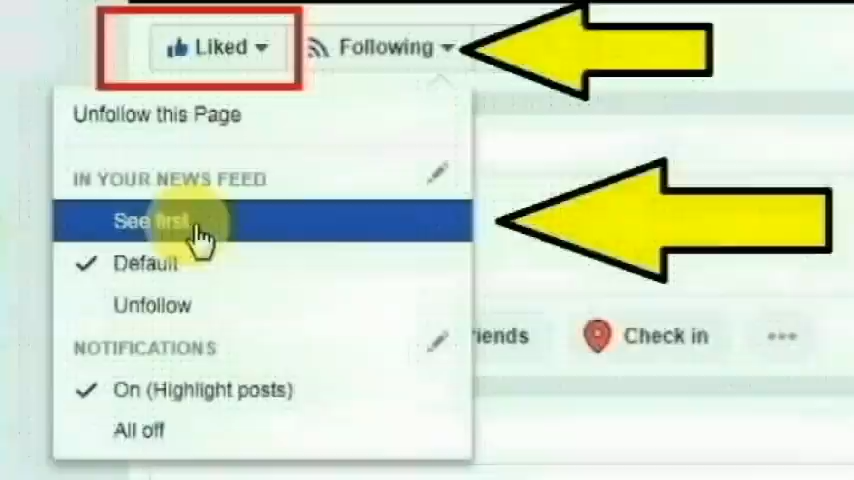 Liked Following
Unfollow this Page
IN YOUR NEWS FEED
See first
Default
Unfollow
NOTIFICATIONS
riends Check in
On (Highlight posts)
All off